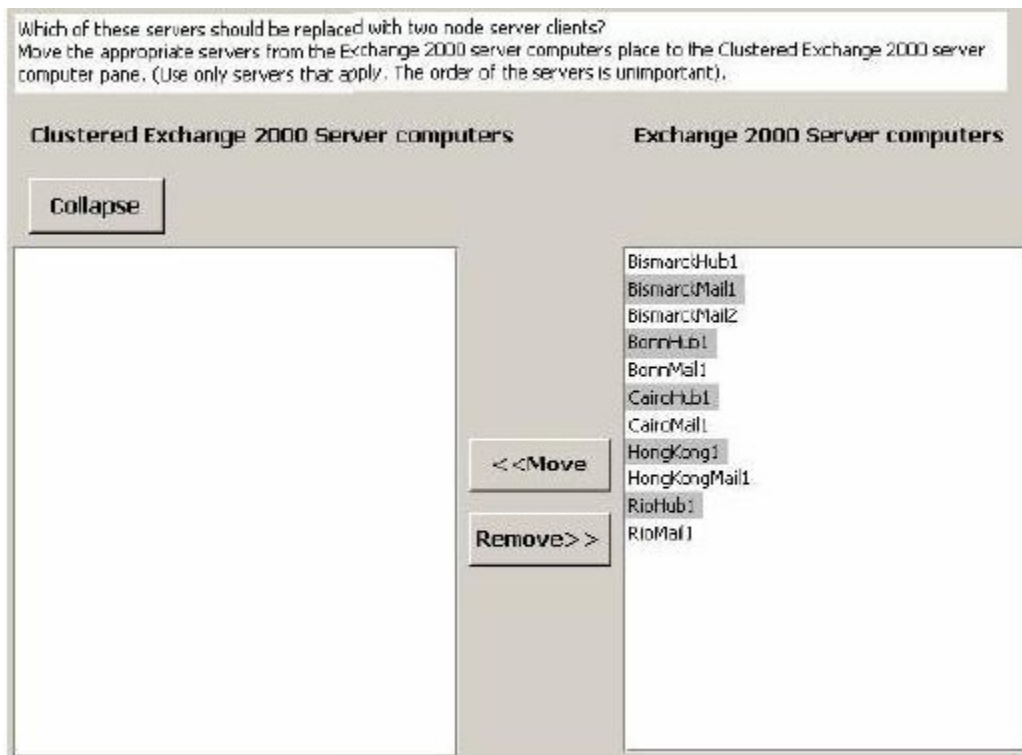 Which of these servers should be replaced with two node server clients?
Move the appropriate servers from the Exchange 2000 server computers place to the Clustered Exchange 2000 server
computer pane. (Use only servers that apply. The order of the servers is unimportant).
Clustered Exchange 2000 Server computers
Exchange 2000 Server computers
Collapse
BismarckHub1
BismarckMail1
BismarckMail2
BonnHub1
BonnMail1
CairoHub1
CairoMail1
HongKong1
HongKongMail1
RioHub1
RioMail1
<<Move
Remove>>